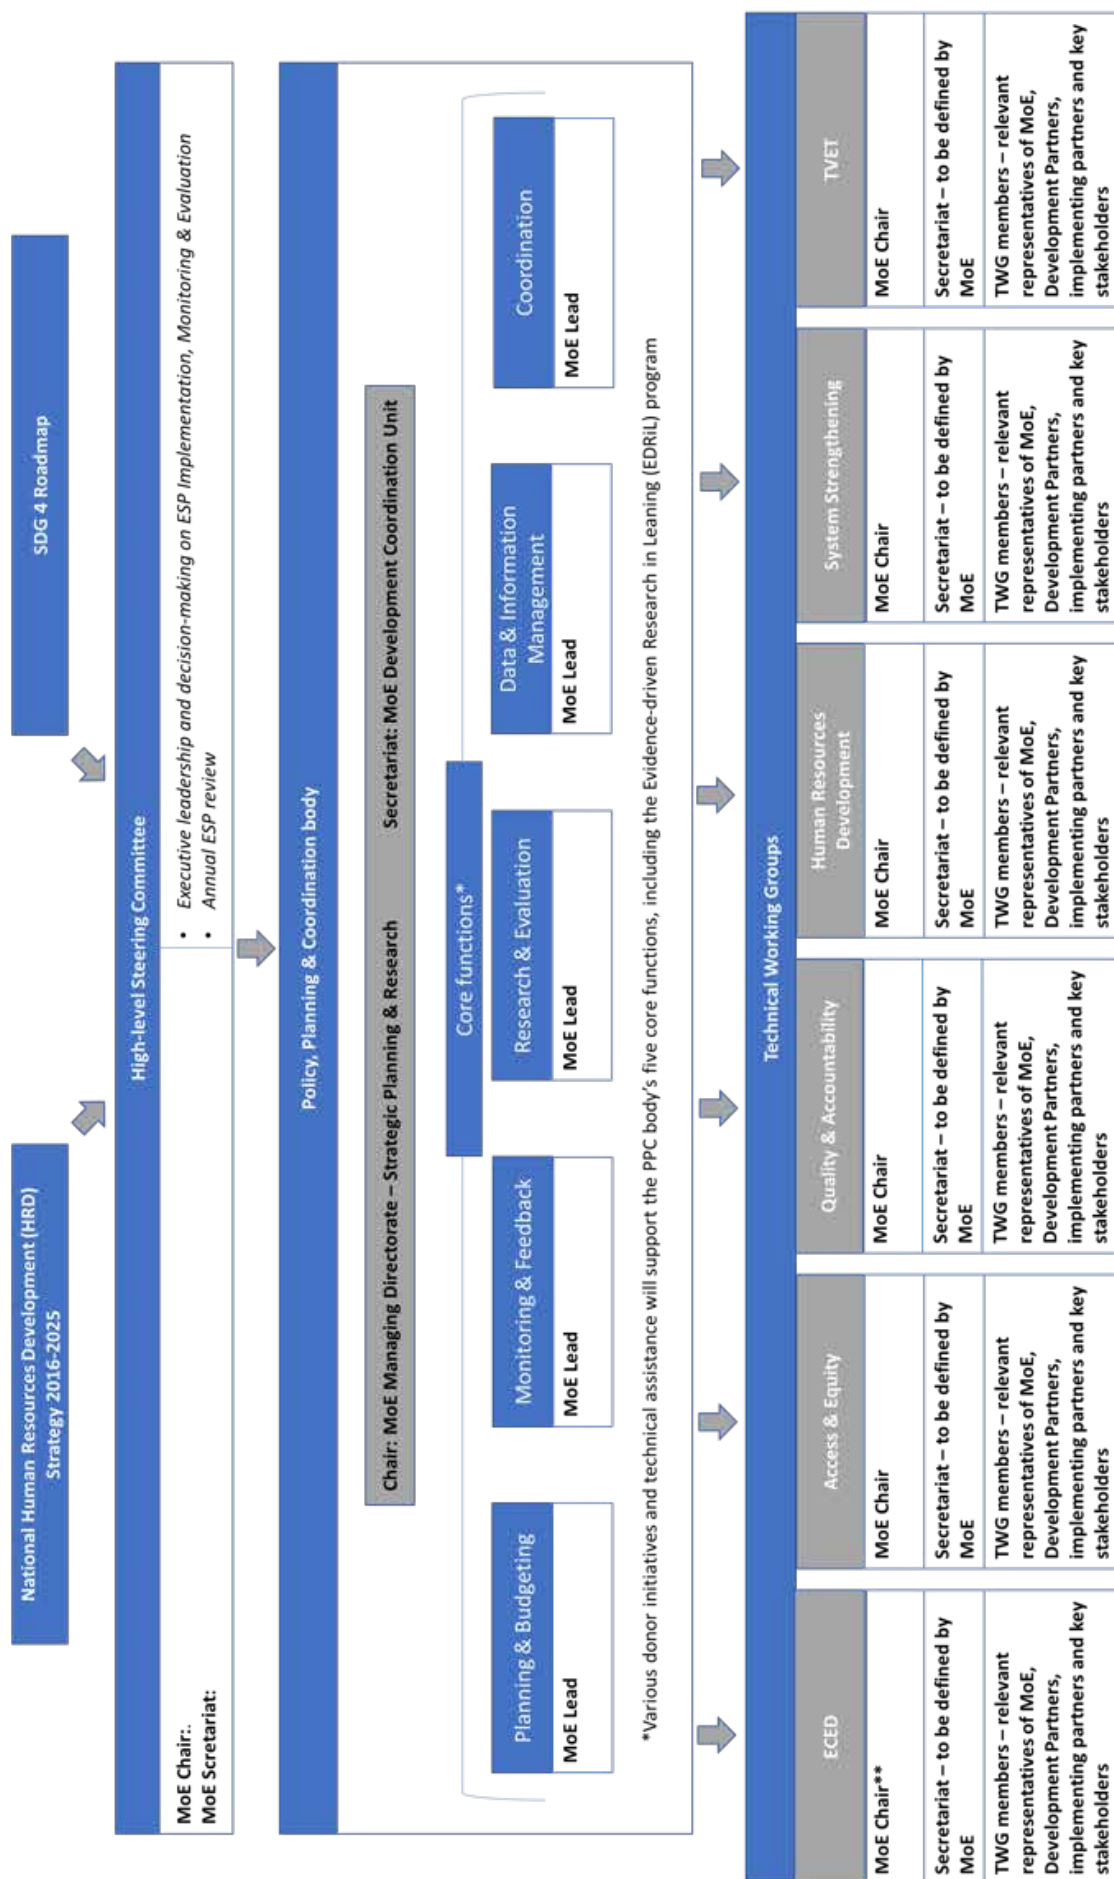 National Human Resources Development (HRD)
Strategy 2016-2025
SDG 4 Roadmap
High-level Steering Committee
MoE Chair:.
MoE Scretariat:
• Executive leadership and decision-making on ESP Implementation, Monitoring & Evaluation
• Annual ESP review
Policy, Planning & Coordination body
Chair: MoE Managing Directorate – Strategic Planning & Research
Secretariat: MoE Development Coordination Unit
Core functions*
Planning & Budgeting
MoE Lead
Monitoring & Feedback
MoE Lead
Research & Evaluation
MoE Lead
Data & Information
Management
MoE Lead
Coordination
MoE Lead
*Various donor initiatives and technical assistance will support the PPC body's five core functions, including the Evidence-driven Research in Leaning (EDRiL) program
Technical Working Groups
ECED
MoE Chair**
Secretariat – to be defined by
MoE
TWG members – relevant
representatives of MoE,
Development Partners,
implementing partners and key
stakeholders
Access & Equity
MoE Chair
Secretariat – to be defined by
MoE
TWG members – relevant
representatives of MoE,
Development Partners,
implementing partners and key
stakeholders
Quality & Accountability
MoE Chair
Secretariat – to be defined by
MoE
TWG members – relevant
representatives of MoE,
Development Partners,
implementing partners and key
stakeholders
Human Resources
Development
MoE Chair
Secretariat – to be defined by
MoE
TWG members – relevant
representatives of MoE,
Development Partners,
implementing partners and key
stakeholders
System Strengthening
MoE Chair
Secretariat – to be defined by
MoE
TWG members – relevant
representatives of MoE,
Development Partners,
implementing partners and key
stakeholders
TVET
MoE Chair
Secretariat – to be defined by
MoE
TWG members – relevant
representatives of MoE,
Development Partners,
implementing partners and key
stakeholders